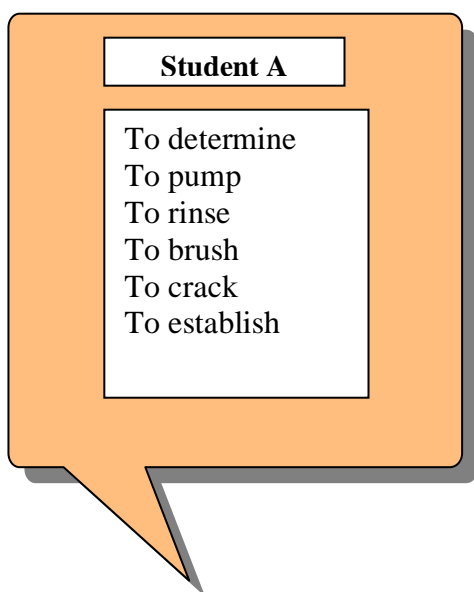 Student A
To determine
To pump
To rinse
To brush
To crack
To establish